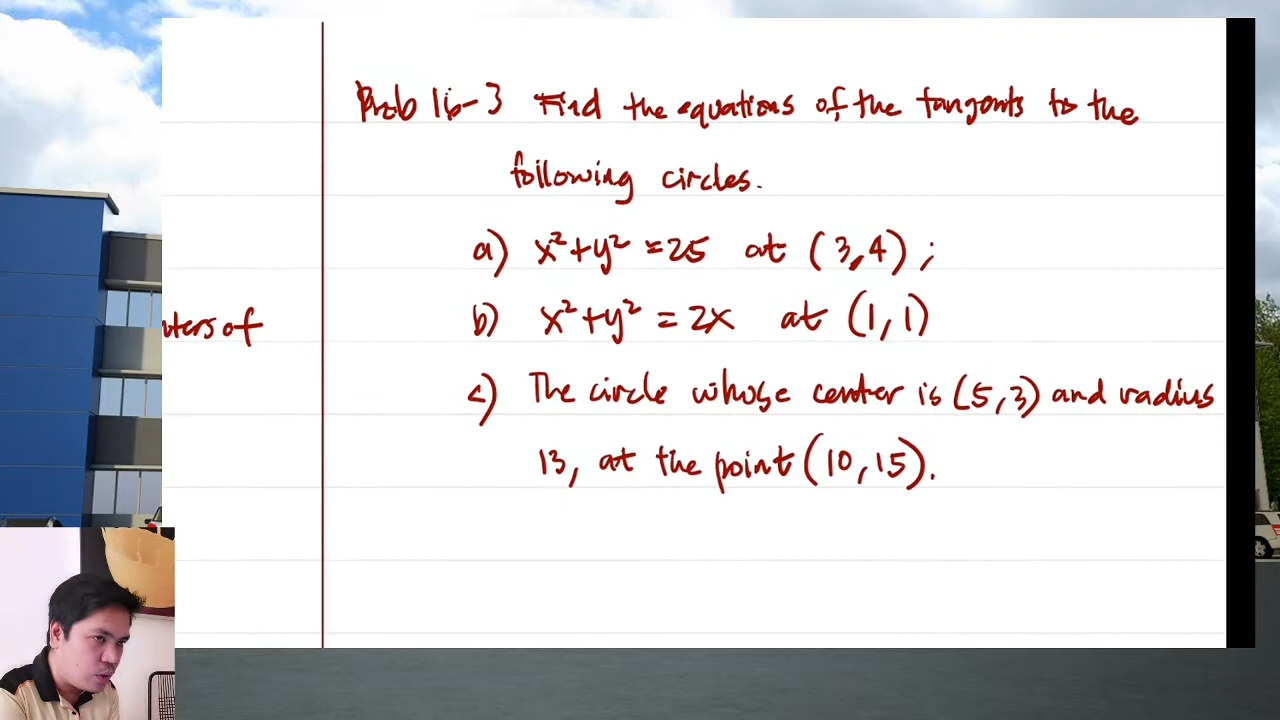 Prob 16-3 Find the equations of the tangents to the
following circles.
a) x²+y² =25 at (3,4) ;
b) x²+y² = 2x at (1,1)
c) The circle whose center is (5,3) and radius
13, at the point (10,15).
of